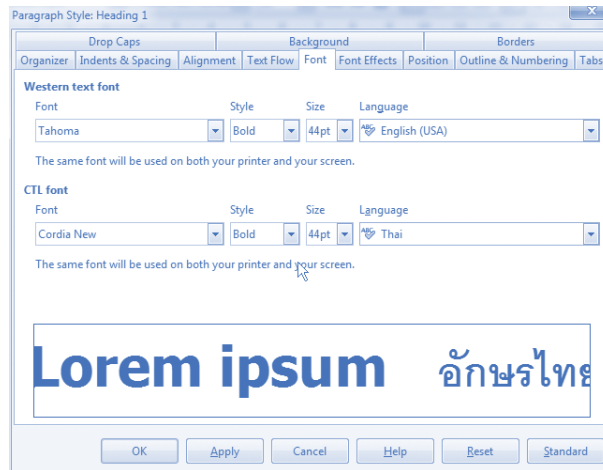 Paragraph Style: Heading 1
Drop Caps Background Borders
Organizer Indents & Spacing Alignment Text Flow Font Font Effects Position Outline & Numbering Tabs
Western text font
Font Style Size Language
Tahoma Bold 44pt English (USA)
The same font will be used on both your printer and your screen.
CTL font
Font Style Size Language
Cordia New Bold 44pt Thai
The same font will be used on both your printer and your screen.
Lorem ipsum อักษรไทย
OK Apply Cancel Help Reset Standard